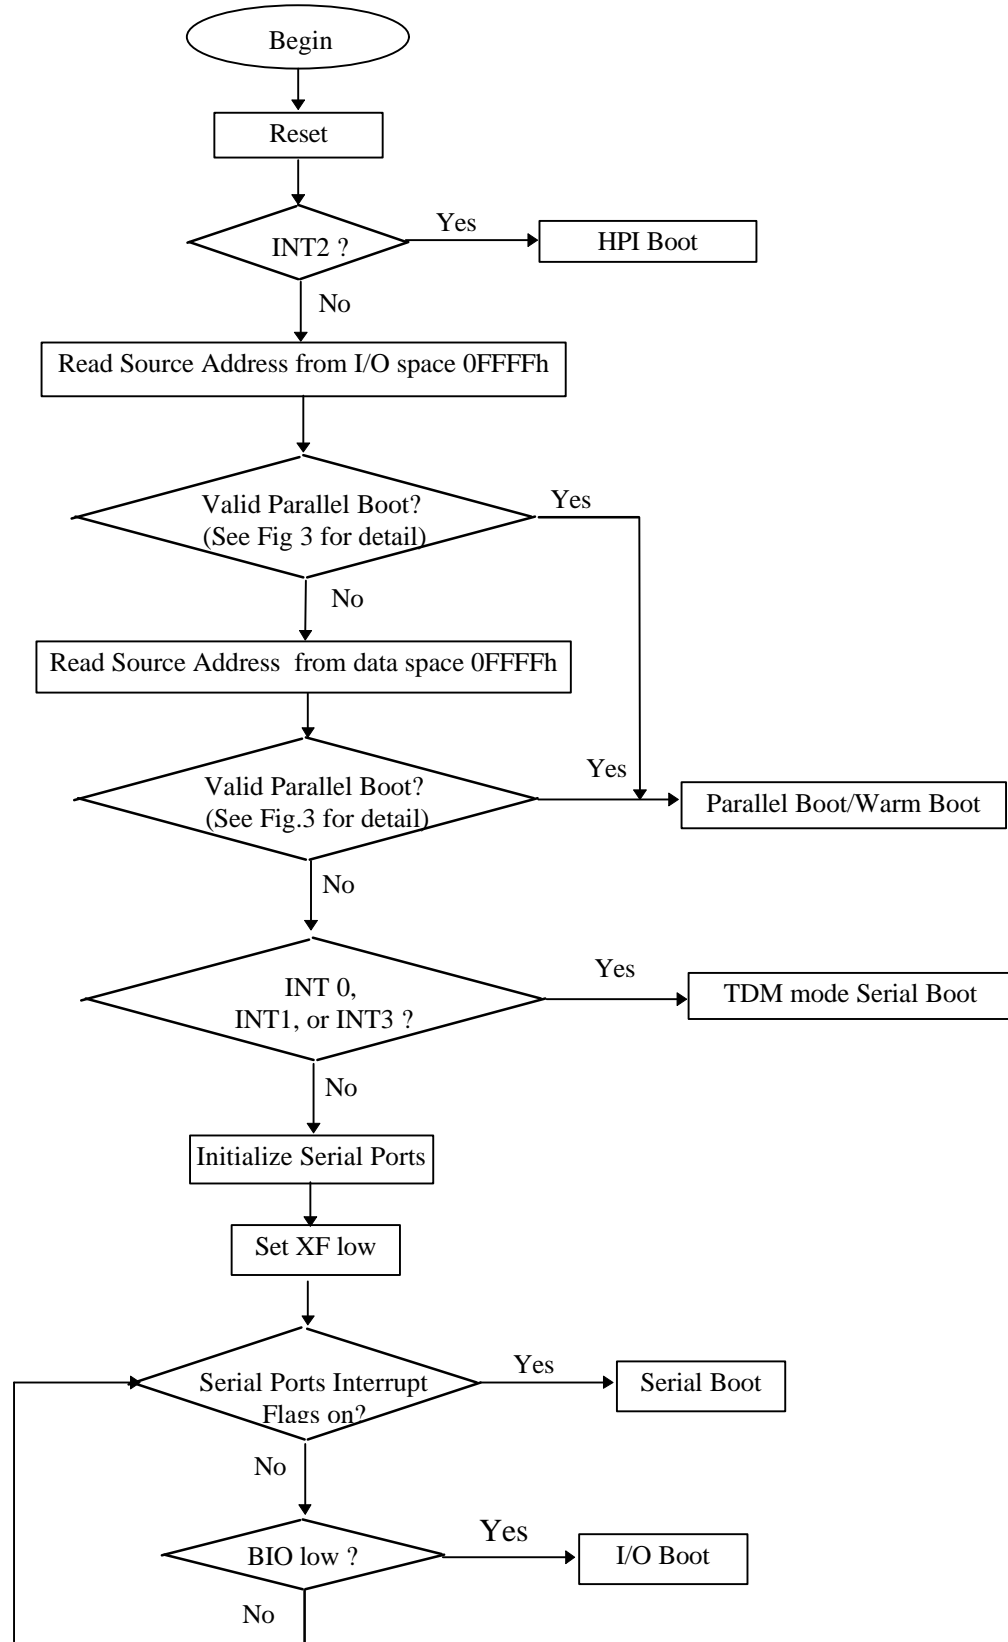 Begin
Reset
INT2 ?
Yes
HPI Boot
No
Read Source Address from I/O space 0FFFFh
Valid Parallel Boot?
(See Fig 3 for detail)
Yes
No
Read Source Address  from data space 0FFFFh
Valid Parallel Boot?
(See Fig.3 for detail)
Yes
Parallel Boot/Warm Boot
No
INT 0,
INT1, or INT3 ?
Yes
TDM mode Serial Boot
No
Initialize Serial Ports
Set XF low
Serial Ports Interrupt
Flags on?
Yes
Serial Boot
No
BIO low ?
Yes
I/O Boot
No